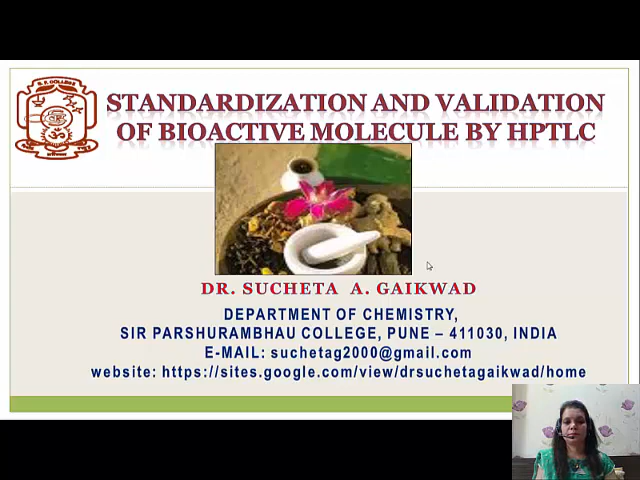 STANDARDIZATION AND VALIDATION
OF BIOACTIVE MOLECULE BY HPTLC
DR. SUCHETA A. GAIKWAD
DEPARTMENT OF CHEMISTRY,
SIR PARSHURAMBHAU COLLEGE, PUNE – 411030, INDIA
E-MAIL: suchetag2000@gmail.com
website: https://sites.google.com/view/drsuchetagaikwad/home